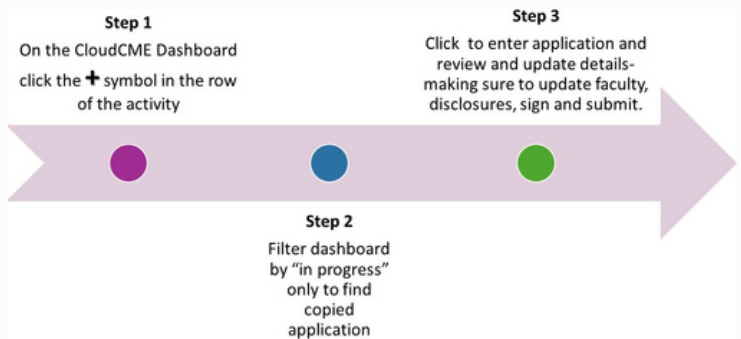 Step 1
On the CloudCME Dashboard
click the + symbol in the row
of the activity
Step 2
Filter dashboard
by “in progress”
only to find
copied
application
Step 3
Click to enter application and
review and update details-
making sure to update faculty,
disclosures, sign and submit.